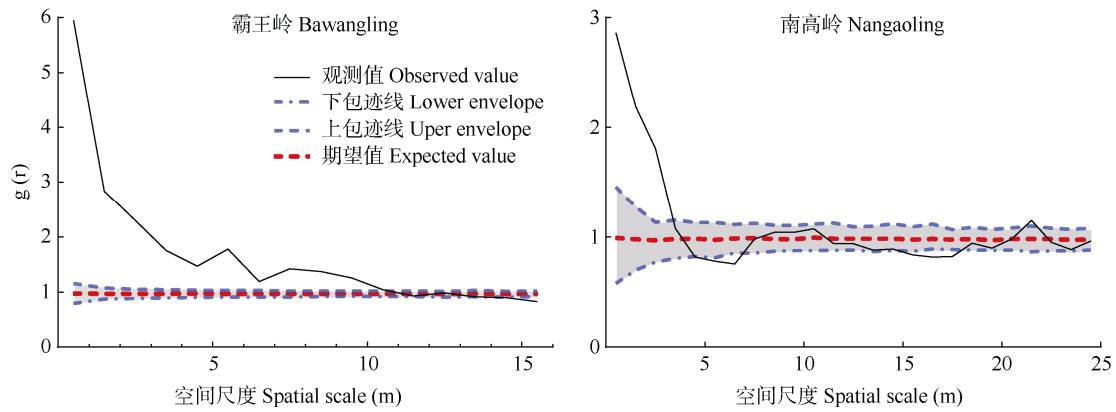 霸王岭 Bawangling
6
5
4
3
2
1
0
g (r)
观测值 Observed value
下包迹线 Lower envelope
上包迹线 Uper envelope
期望值 Expected value
5
10
15
空间尺度 Spatial scale (m)
南高岭 Nangaoling
3
2
1
0
5
10
15
20
25
空间尺度 Spatial scale (m)